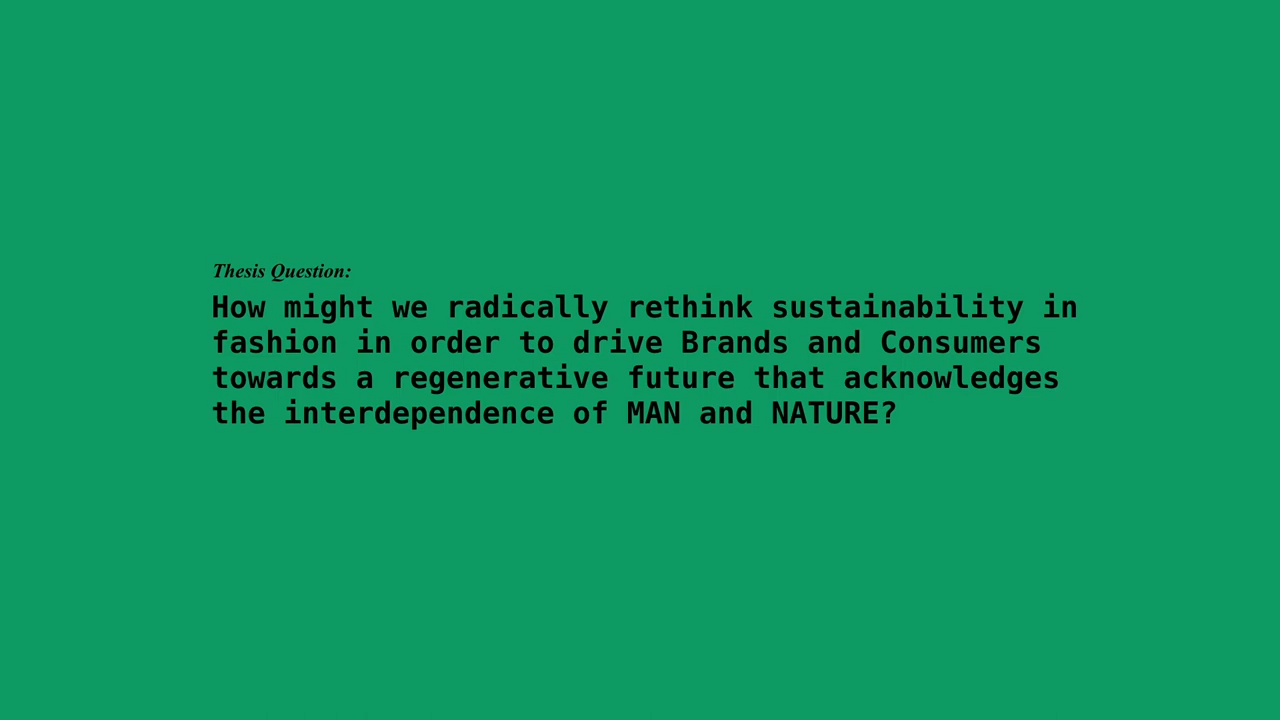 Thesis Question:
How might we radically rethink sustainability in
fashion in order to drive Brands and Consumers
towards a regenerative future that acknowledges
the interdependence of MAN and NATURE?